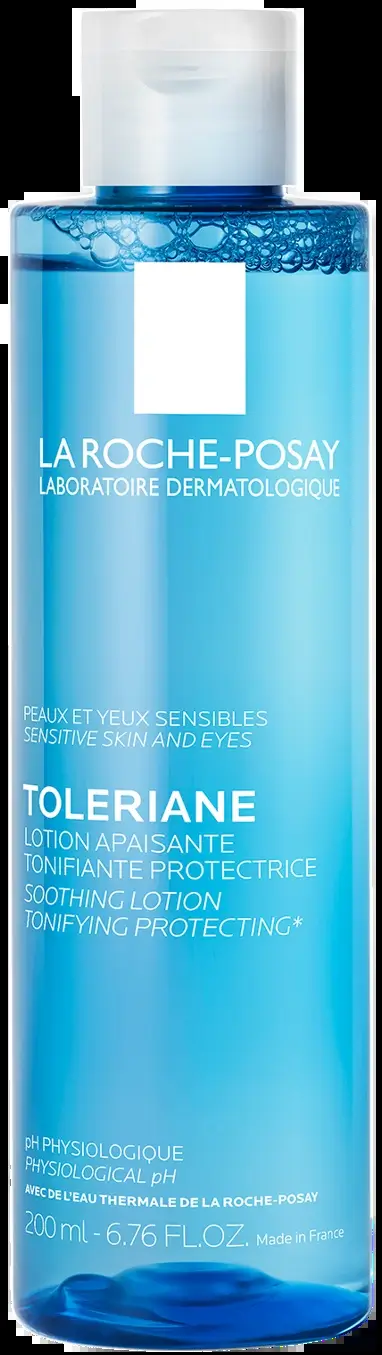 LA ROCHE-POSAY
LABORATOIRE DERMATOLOGIQUE
PEAUX ET YEUX SENSIBLES
SENSITIVE SKIN AND EYES
TOLERIANE
LOTION APAISANTE
TONIFIANTE PROTECTRICE
SOOTHING LOTION
TONIFYING PROTECTING*
pH PHYSIOLOGIQUE
PHYSIOLOGICAL pH
AVEC DE L'EAU THERMALE DE LA ROCHE-POSAY
200 ml - 6.76 FL.OZ. Made in France